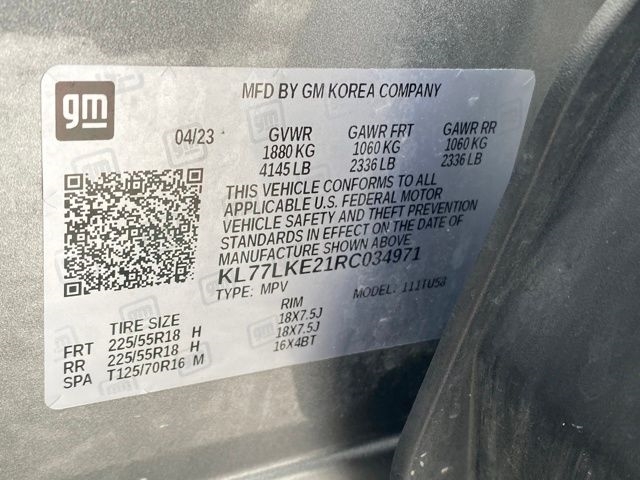 gm
MFD BY GM KOREA COMPANY
04/23 GVWR GAWR FRT GAWR RR
1880 KG 1060 KG 1060 KG
4145 LB 2336 LB 2336 LB
THIS VEHICLE CONFORMS TO ALL
APPLICABLE U.S. FEDERAL MOTOR
VEHICLE SAFETY AND THEFT PREVENTION
STANDARDS IN EFFECT ON THE DATE OF
MANUFACTURE SHOWN ABOVE
KL77LKE21RC034971
TYPE: MPV MODEL: 111TU58
TIRE SIZE RIM
FRT 225/55R18 H 18X7.5J
RR 225/55R18 H 18X7.5J
SPA T125/70R16 M 16X4BT